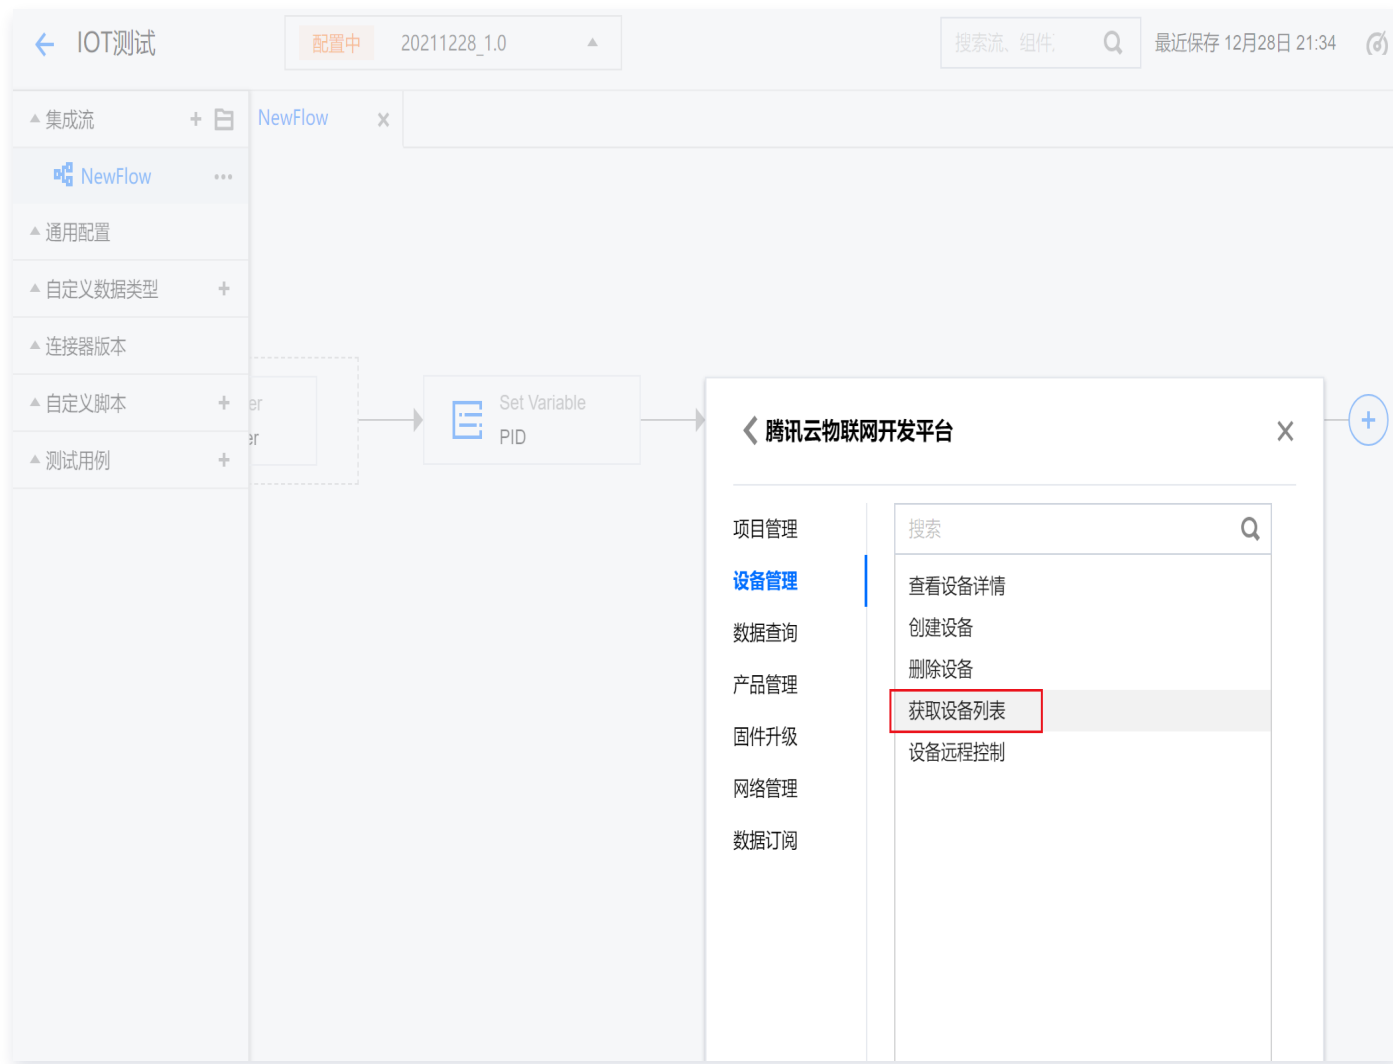 IOT测试
配置中 20211228_1.0
搜索流、组件、
最近保存 12月28日 21:34
集成流
NewFlow
NewFlow
通用配置
自定义数据类型
连接器版本
自定义脚本
测试用例
er
er
Set Variable
PID
腾讯云物联网开发平台
项目管理
设备管理
数据查询
产品管理
固件升级
网络管理
数据订阅
搜索
查看设备详情
创建设备
删除设备
获取设备列表
设备远程控制